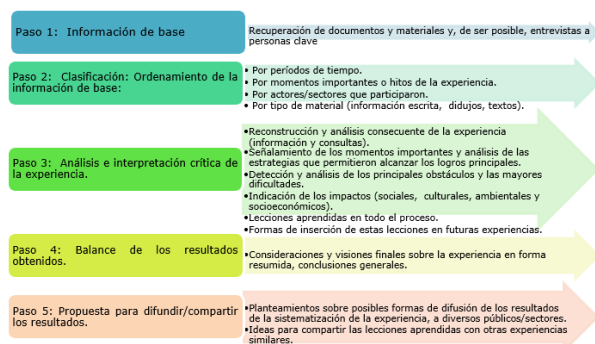 Paso 1: Información de base
Recuperación de documentos y materiales y, de ser posible, entrevistas a
personas clave
Paso 2: Clasificación: Ordenamiento de la
información de base:
• Por períodos de tiempo.
• Por momentos importantes o hitos de la experiencia.
• Por actores/sectores que participaron.
• Por tipo de material (información escrita, didujos, textos).
Paso 3: Análisis e interpretación crítica de
la experiencia.
•Reconstrucción y análisis consecuente de la experiencia
(información y consultas).
•Señalamiento de los momentos importantes y análisis de las
estrategias que permitieron alcanzar los logros principales.
•Detección y análisis de los principales obstáculos y las mayores
dificultades.
•Indicación de los impactos (sociales, culturales, ambientales y
socioeconómicos).
•Lecciones aprendidas en todo el proceso.
•Formas de inserción de estas lecciones en futuras experiencias.
Paso 4: Balance de los resultados
obtenidos.
•Consideraciones y visiones finales sobre la experiencia en forma
resumida, conclusiones generales.
Paso 5: Propuesta para difundir/compartir
los resultados.
•Planteamientos sobre posibles formas de difusión de los resultados
de la sistematización de la experiencia, a diversos públicos/sectores.
•Ideas para compartir las lecciones aprendidas con otras experiencias
similares.